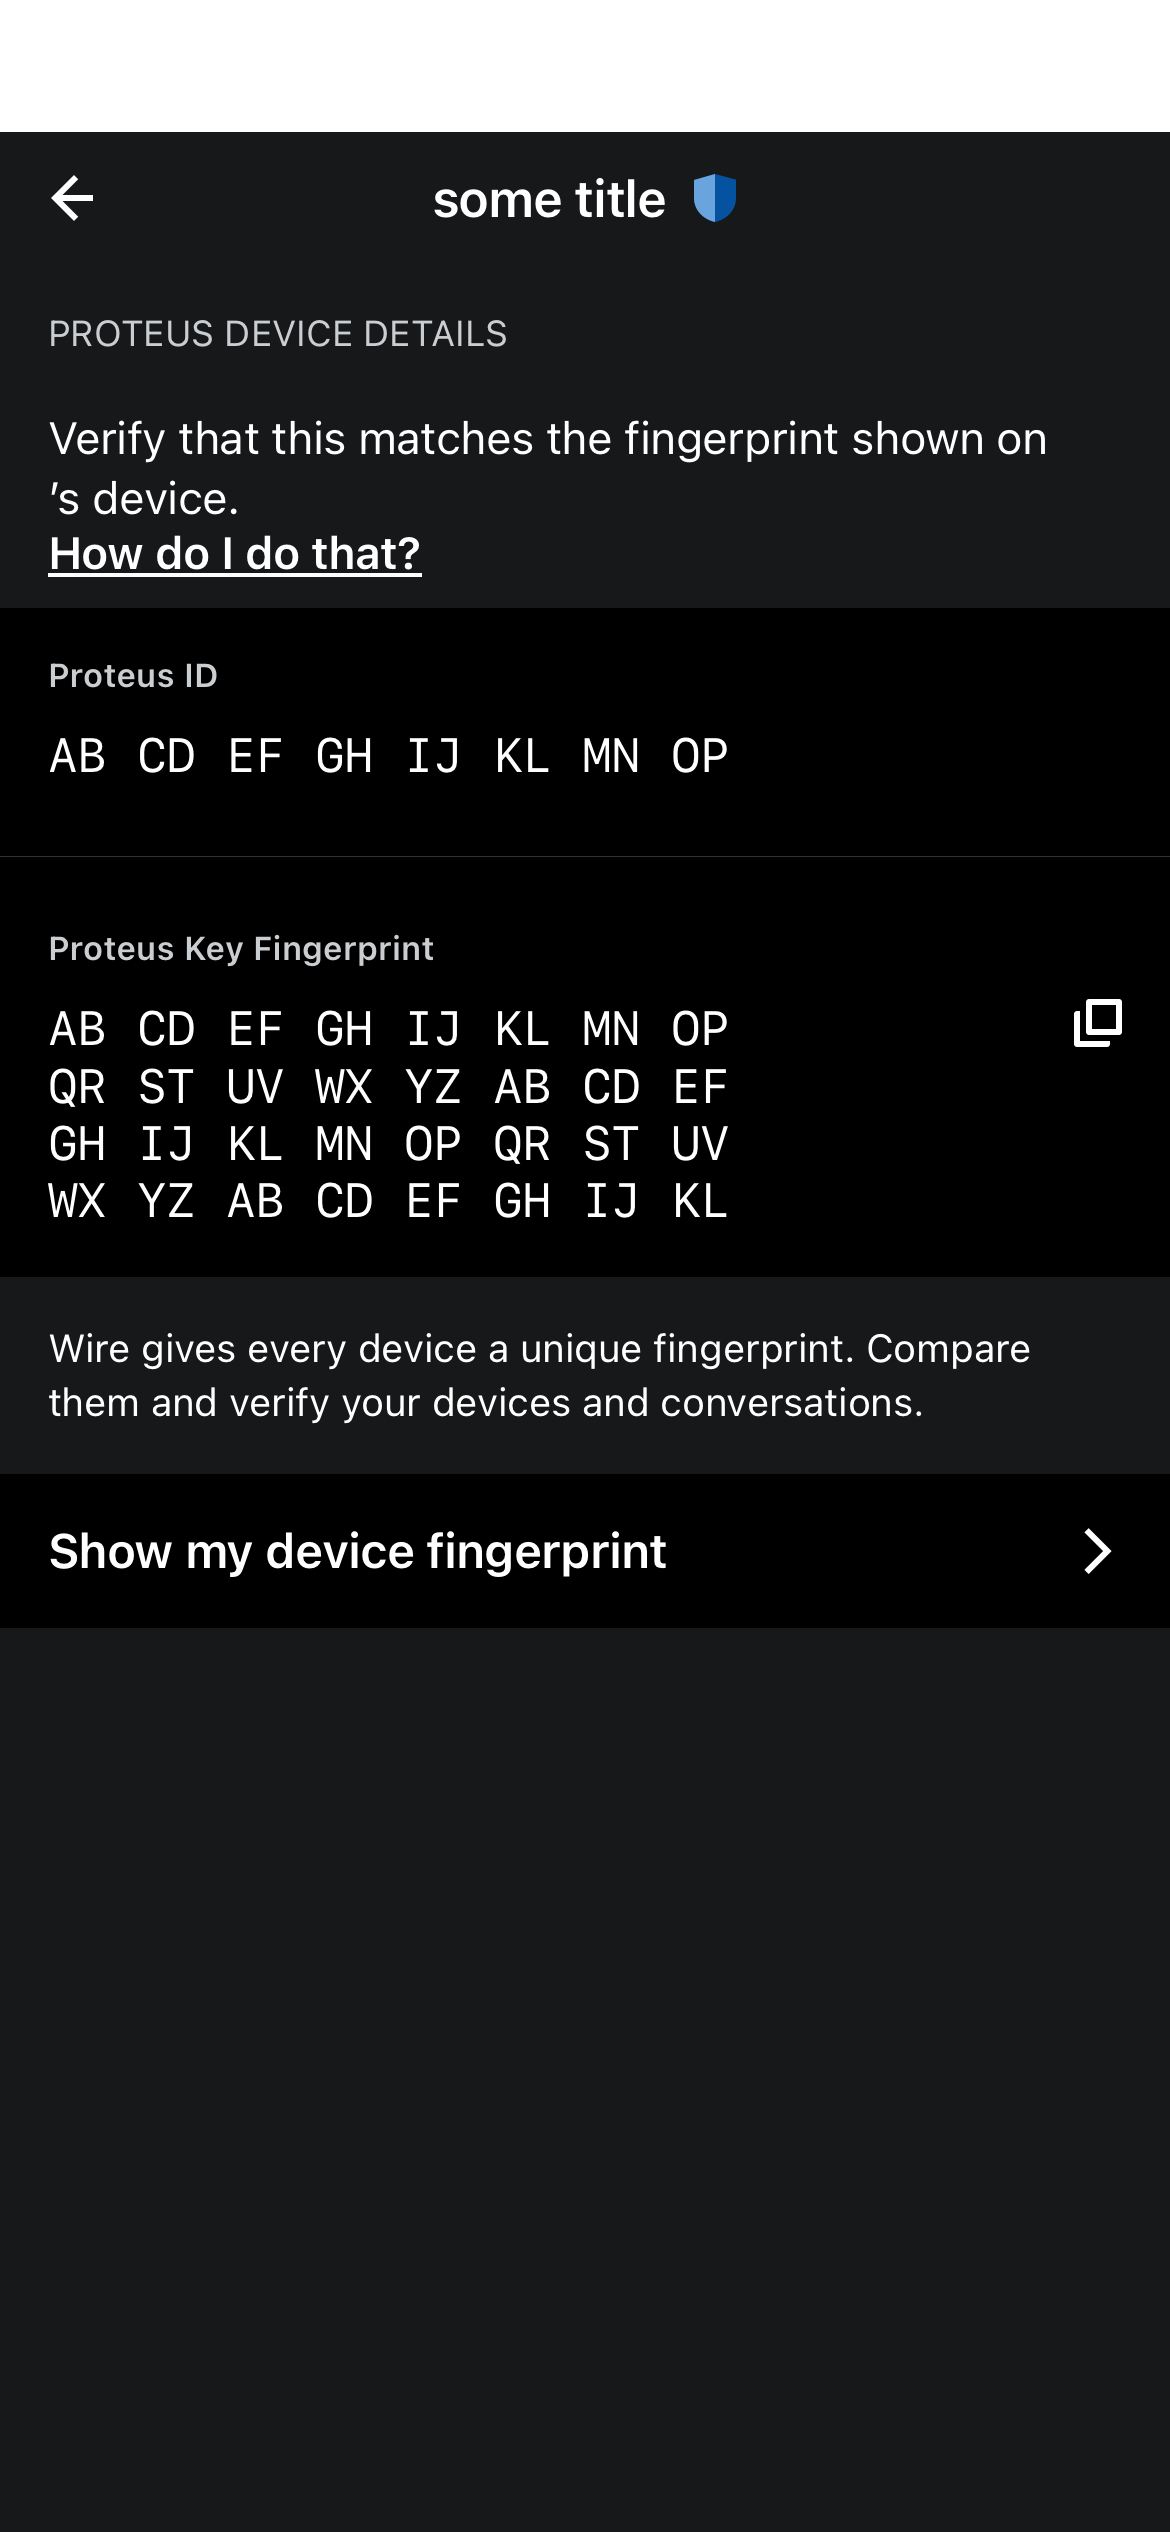 some title
PROTEUS DEVICE DETAILS
Verify that this matches the fingerprint shown on
’s device.
How do I do that?
Proteus ID
AB CD EF GH IJ KL MN OP
Proteus Key Fingerprint
AB CD EF GH IJ KL MN OP
QR ST UV WX YZ AB CD EF
GH IJ KL MN OP QR ST UV
WX YZ AB CD EF GH IJ KL
Wire gives every device a unique fingerprint. Compare
them and verify your devices and conversations.
Show my device fingerprint